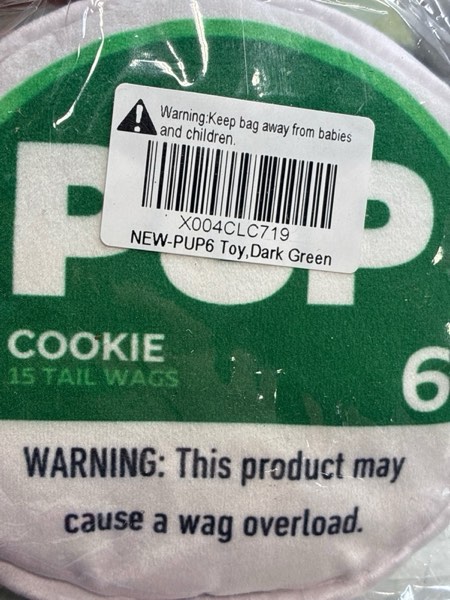 Warning:Keep bag away from babies
and children.
X004CLC719
NEW-PUP6 Toy,Dark Green
PUP
COOKIE
15 TAIL WAGS
6
WARNING: This product may
cause a wag overload.